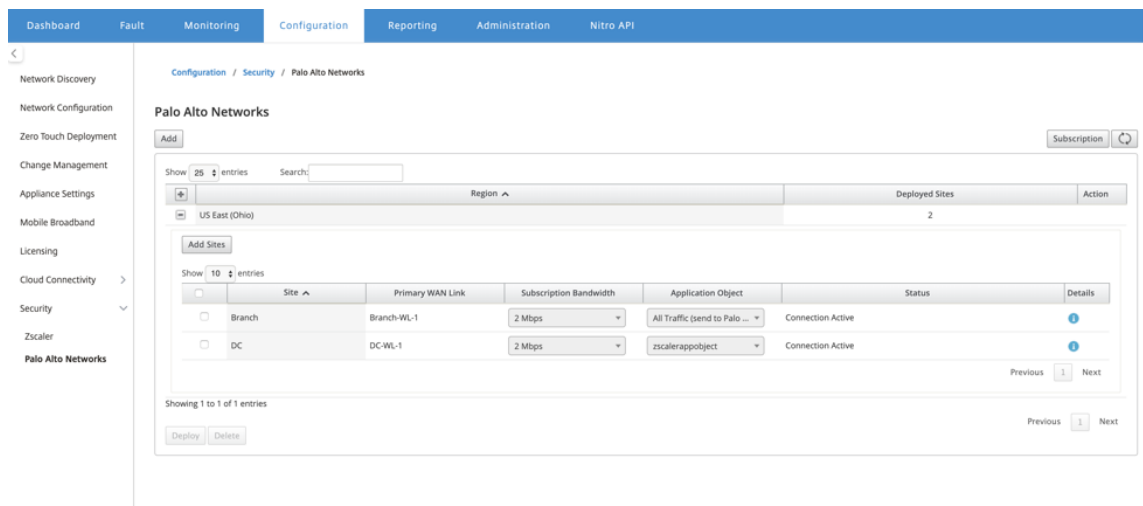 Dashboard Fault Monitoring Configuration Reporting Administration Nitro API
Configuration / Security / Palo Alto Networks
Network Discovery
Network Configuration
Zero Touch Deployment
Change Management
Appliance Settings
Mobile Broadband
Licensing
Cloud Connectivity
Security
Zscaler
Palo Alto Networks
Palo Alto Networks
Add Subscription
Show 25 entries Search:
Region Deployed Sites Action
US East (Ohio) 2
Add Sites
Show 10 entries
Site Primary WAN Link Subscription Bandwidth Application Object Status Details
Branch Branch-WL-1 2 Mbps All Traffic (send to Palo ... Connection Active
DC DC-WL-1 2 Mbps zscalerappobject Connection Active
Previous 1 Next
Showing 1 to 1 of 1 entries
Previous 1 Next
Deploy Delete